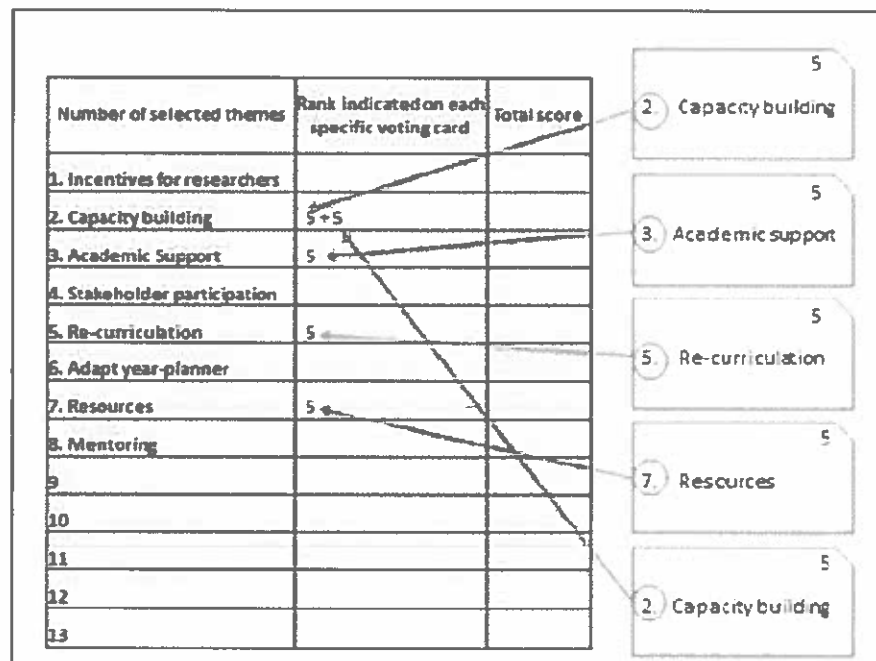 Number of selected themes
Rank indicated on each
specific voting card
Total score
1. Incentives for researchers
2. Capacity building
5 + 5
3. Academic Support
5
4. Stakeholder participation
5. Re-curriculation
5
6. Adapt year-planner
7. Resources
5
8. Mentoring
9
10
11
12
13
5
2. Capacity building
5
3. Academic support
5
5. Re-curriculation
5
7. Resources
5
2. Capacity building